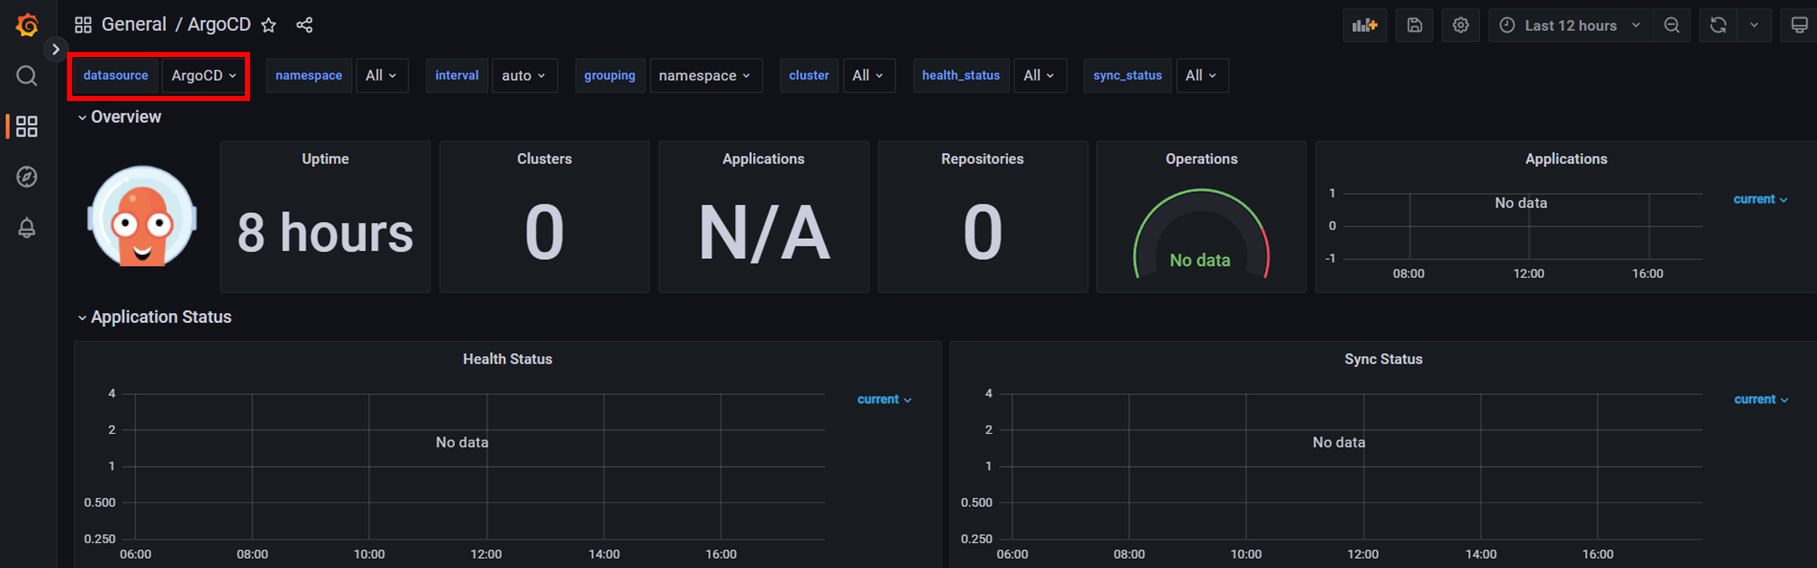 General / ArgoCD
Last 12 hours
datasource ArgoCD namespace All interval auto grouping namespace cluster All health_status All sync_status All
Overview
Uptime
8 hours
Clusters
0
Applications
N/A
Repositories
0
Operations
No data
Applications
1
0
-1
No data
08:00 12:00 16:00
current
Application Status
Health Status
4
2
1
0.500
0.250
No data
06:00 08:00 10:00 12:00 14:00 16:00
current
Sync Status
4
2
1
0.500
0.250
No data
06:00 08:00 10:00 12:00 14:00 16:00
current